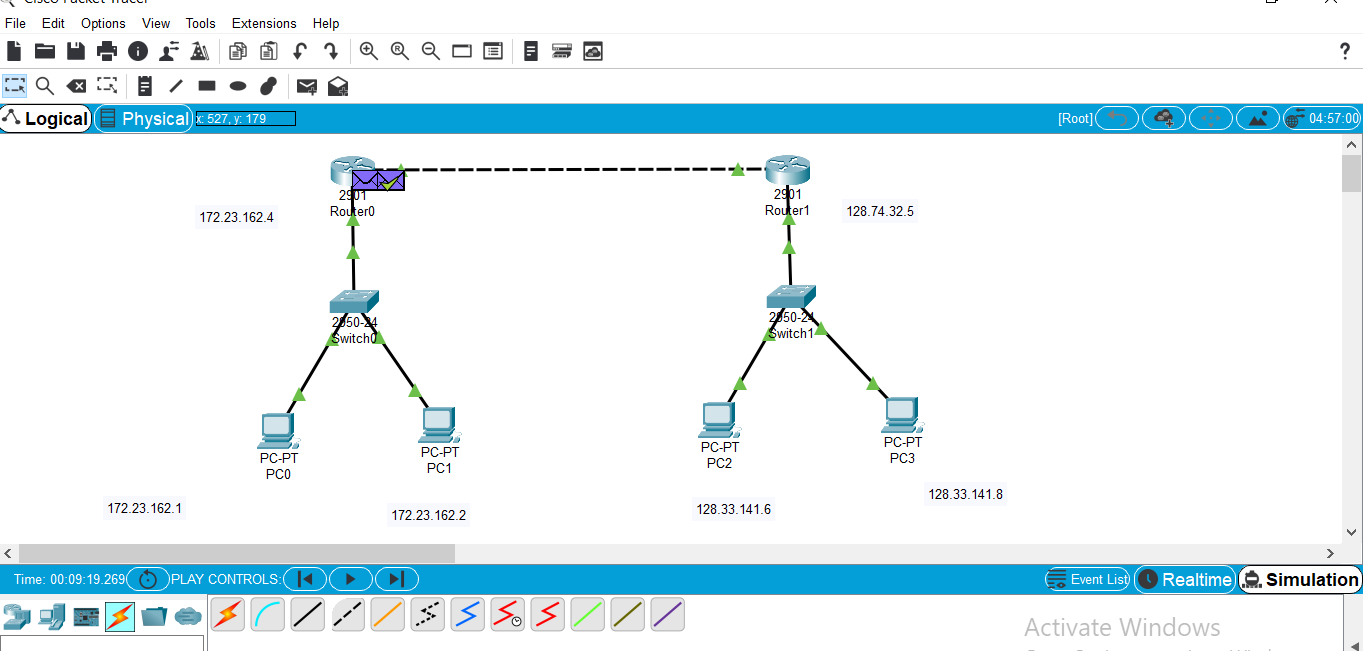 Cisco Packet Tracer
File Edit Options View Tools Extensions Help
Logical Physical x: 527, y: 179 [Root] 04:57:00
2901
Router0
172.23.162.4
2901
Router1
128.74.32.5
2950-24
Switch0
2950-24
Switch1
PC-PT
PC0
PC-PT
PC1
PC-PT
PC2
PC-PT
PC3
172.23.162.1
172.23.162.2
128.33.141.6
128.33.141.8
Time: 00:09:19.269 PLAY CONTROLS: Event List Realtime Simulation
Activate Windows